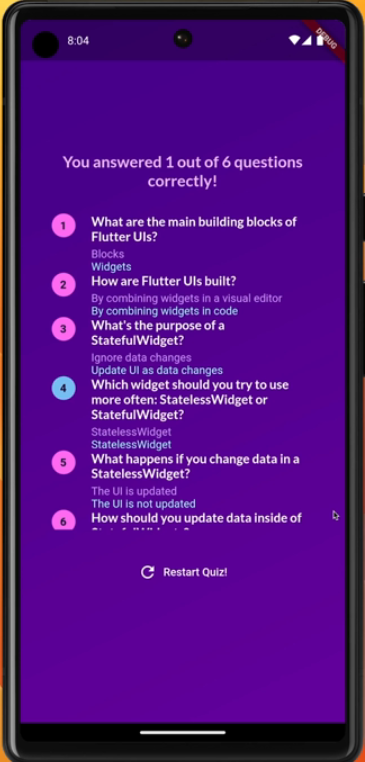 8:04
DEBUG
You answered 1 out of 6 questions
correctly!
1
What are the main building blocks of
Flutter UIs?
Blocks
Widgets
2
How are Flutter UIs built?
By combining widgets in a visual editor
By combining widgets in code
3
What's the purpose of a
StatefulWidget?
Ignore data changes
Update UI as data changes
4
Which widget should you try to use
more often: StatelessWidget or
StatefulWidget?
StatelessWidget
StatelessWidget
5
What happens if you change data in a
StatelessWidget?
The UI is updated
The UI is not updated
6
How should you update data inside of
Restart Quiz!